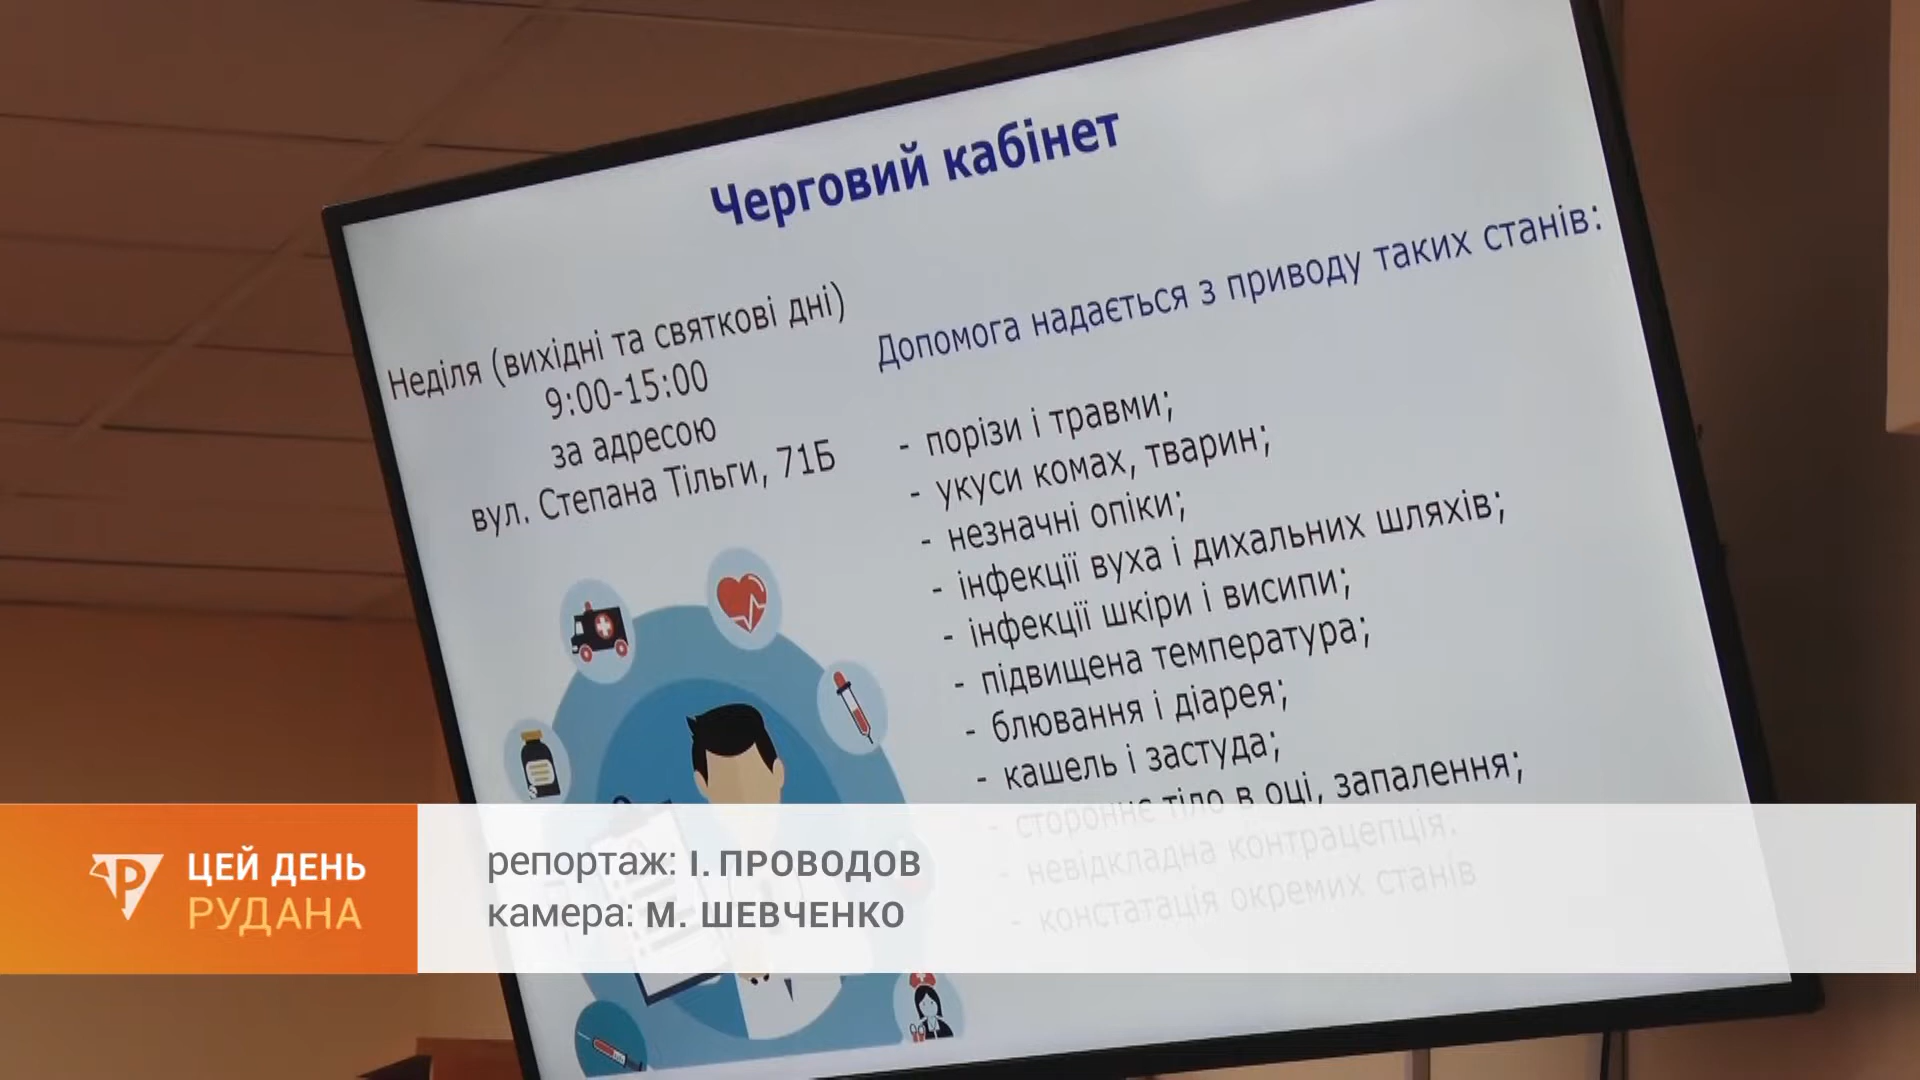 Черговий кабінет
Неділя (вихідні та святкові дні)
9:00-15:00
за адресою
вул. Степана Тільги, 71Б
Допомога надається з приводу таких станів:
- порізи і травми;
- укуси комах, тварин;
- незначні опіки;
- інфекції вуха і дихальних шляхів;
- інфекції шкіри і висипи;
- підвищена температура;
- блювання і діарея;
- кашель і застуда;
- стороннє тіло в оці, запалення;
- невідкладна контрацепція.
- констатація окремих станів
ЦЕЙ ДЕНЬ
РУДАНА
репортаж: І. ПРОВОДОВ
камера: М. ШЕВЧЕНКО